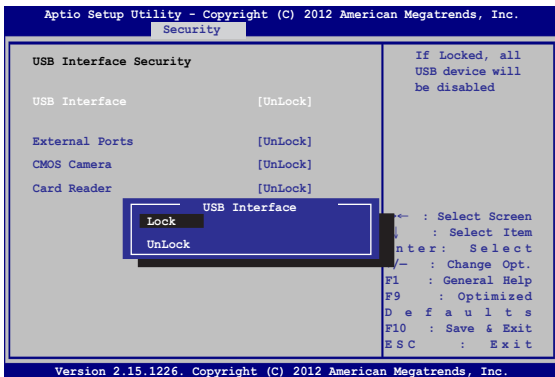 Aptio Setup Utility - Copyright (C) 2012 American Megatrends, Inc.
Security
USB Interface Security
USB Interface [UnLock]
External Ports [UnLock]
CMOS Camera [UnLock]
Card Reader [UnLock]
USB Interface
Lock
UnLock
If Locked, all
USB device will
be disabled
: Select Screen
: Select Item
nter: Select
/— : Change Opt.
F1 : General Help
F9 : Optimized
Defaults
F10 : Save & Exit
ESC : Exit
Version 2.15.1226. Copyright (C) 2012 American Megatrends, Inc.